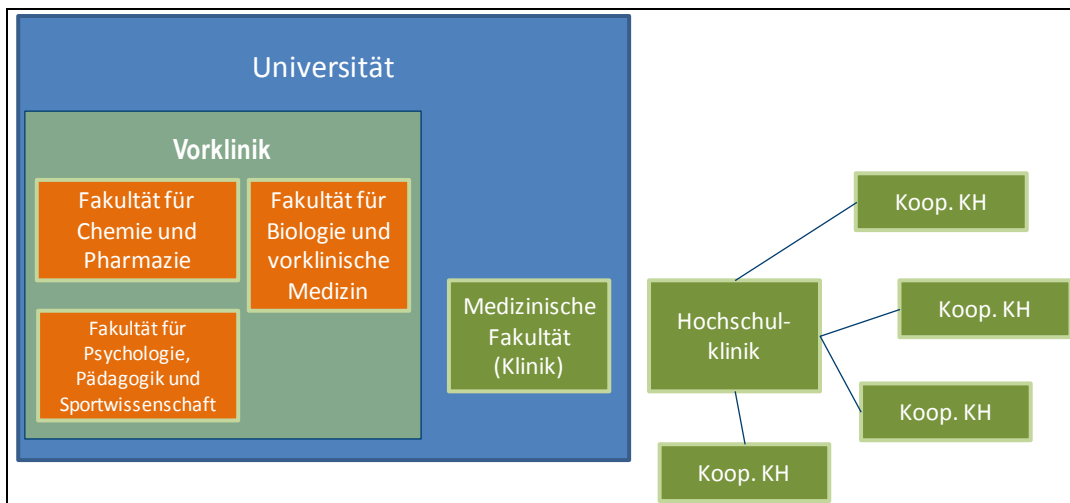 Universität
Vorklinik
Fakultät für
Chemie und
Pharmazie
Fakultät für
Biologie und
vorklinische
Medizin
Fakultät für
Psychologie,
Pädagogik und
Sportwissenschaft
Medizinische
Fakultät
(Klinik)
Hochschul-
klinik
Koop. KH
Koop. KH
Koop. KH
Koop. KH